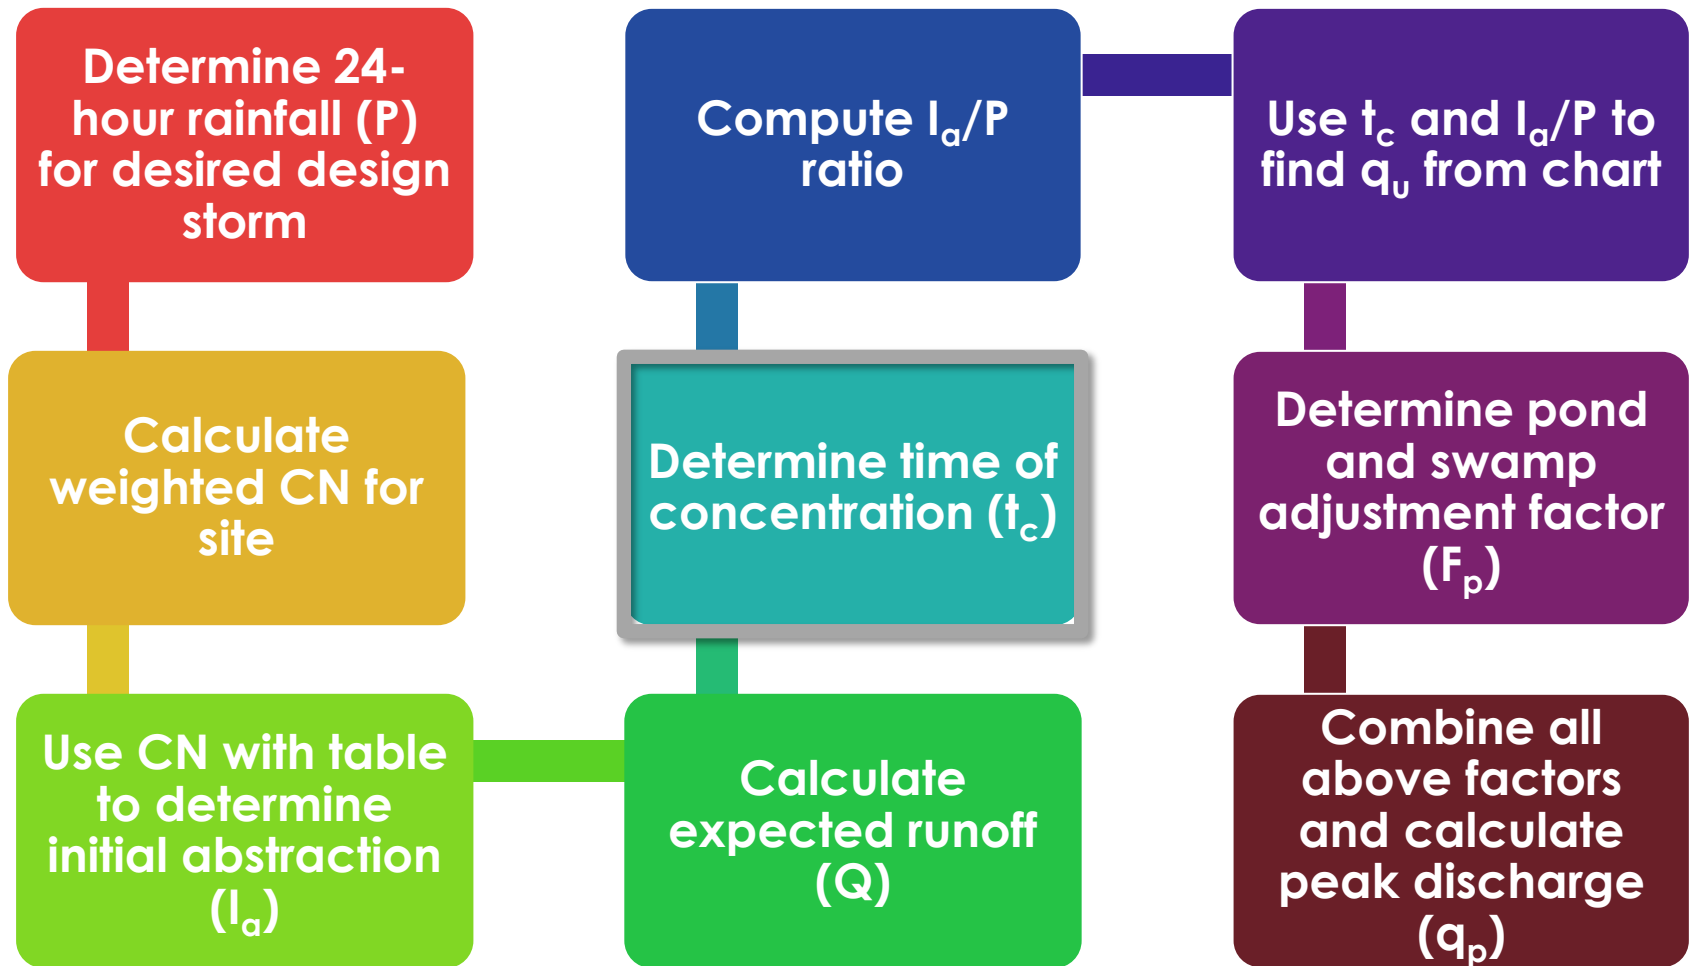 Determine 24-
hour rainfall (P)
for desired design
storm
Calculate
weighted CN for
site
Use CN with table
to determine
initial abstraction
(Iₐ)
Calculate
expected runoff
(Q)
Determine time of
concentration (t_c)
Compute Iₐ/P
ratio
Use t_c and Iₐ/P to
find qᵤ from chart
Determine pond
and swamp
adjustment factor
(Fₚ)
Combine all
above factors
and calculate
peak discharge
(qₚ)